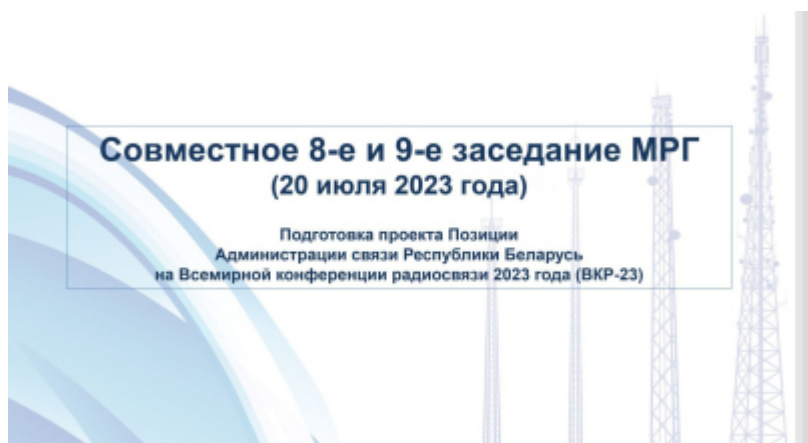 Совместное 8-е и 9-е заседание МРГ
(20 июля 2023 года)
Подготовка проекта Позиции
Администрации связи Республики Беларусь
на Всемирной конференции радиосвязи 2023 года (ВКР-23)